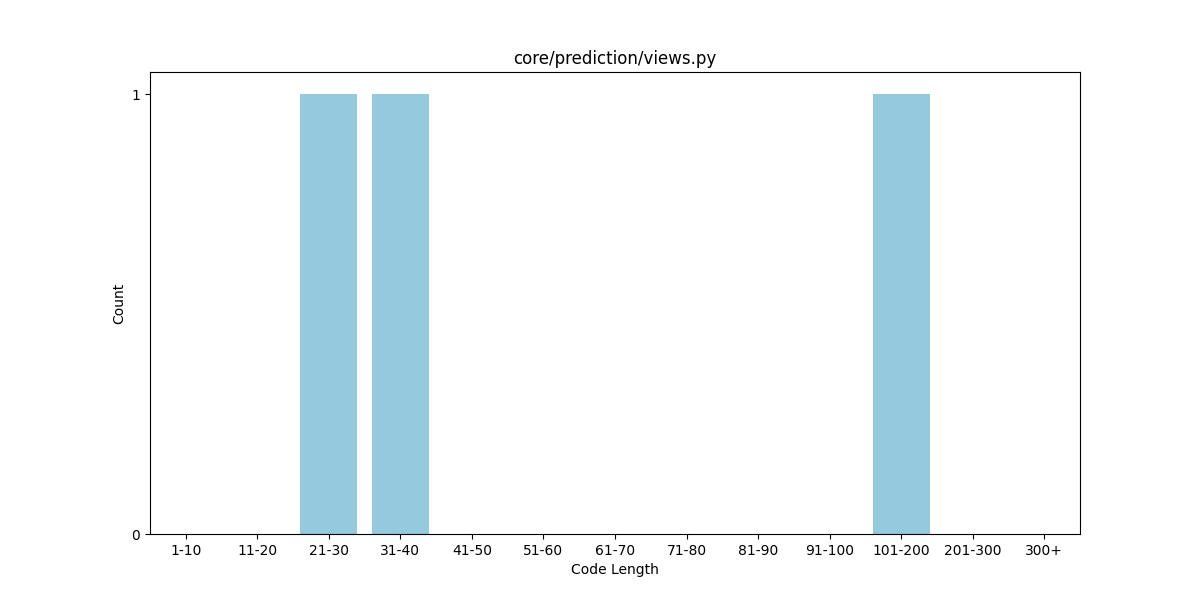 core/prediction/views.py
1
Count
0
1-10 11-20 21-30 31-40 41-50 51-60 61-70 71-80 81-90 91-100 101-200 201-300 300+
Code Length